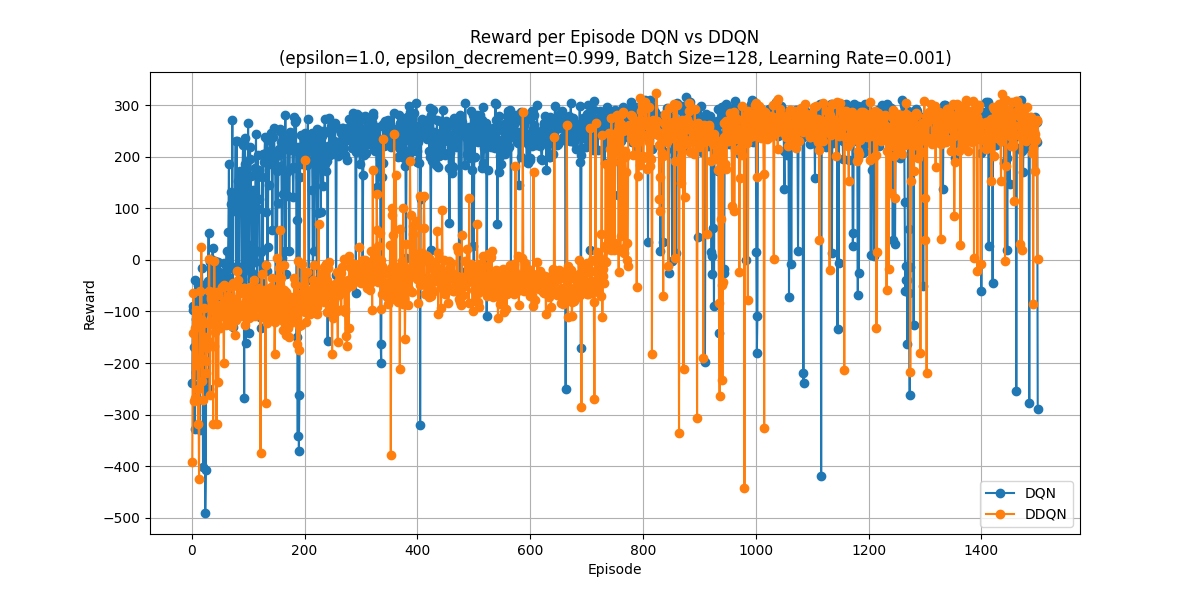 Reward per Episode DQN vs DDQN
(epsilon=1.0, epsilon_decrement=0.999, Batch Size=128, Learning Rate=0.001)
Reward
300
200
100
0
−100
−200
−300
−400
−500
0 200 400 600 800 1000 1200 1400
Episode
DQN
DDQN